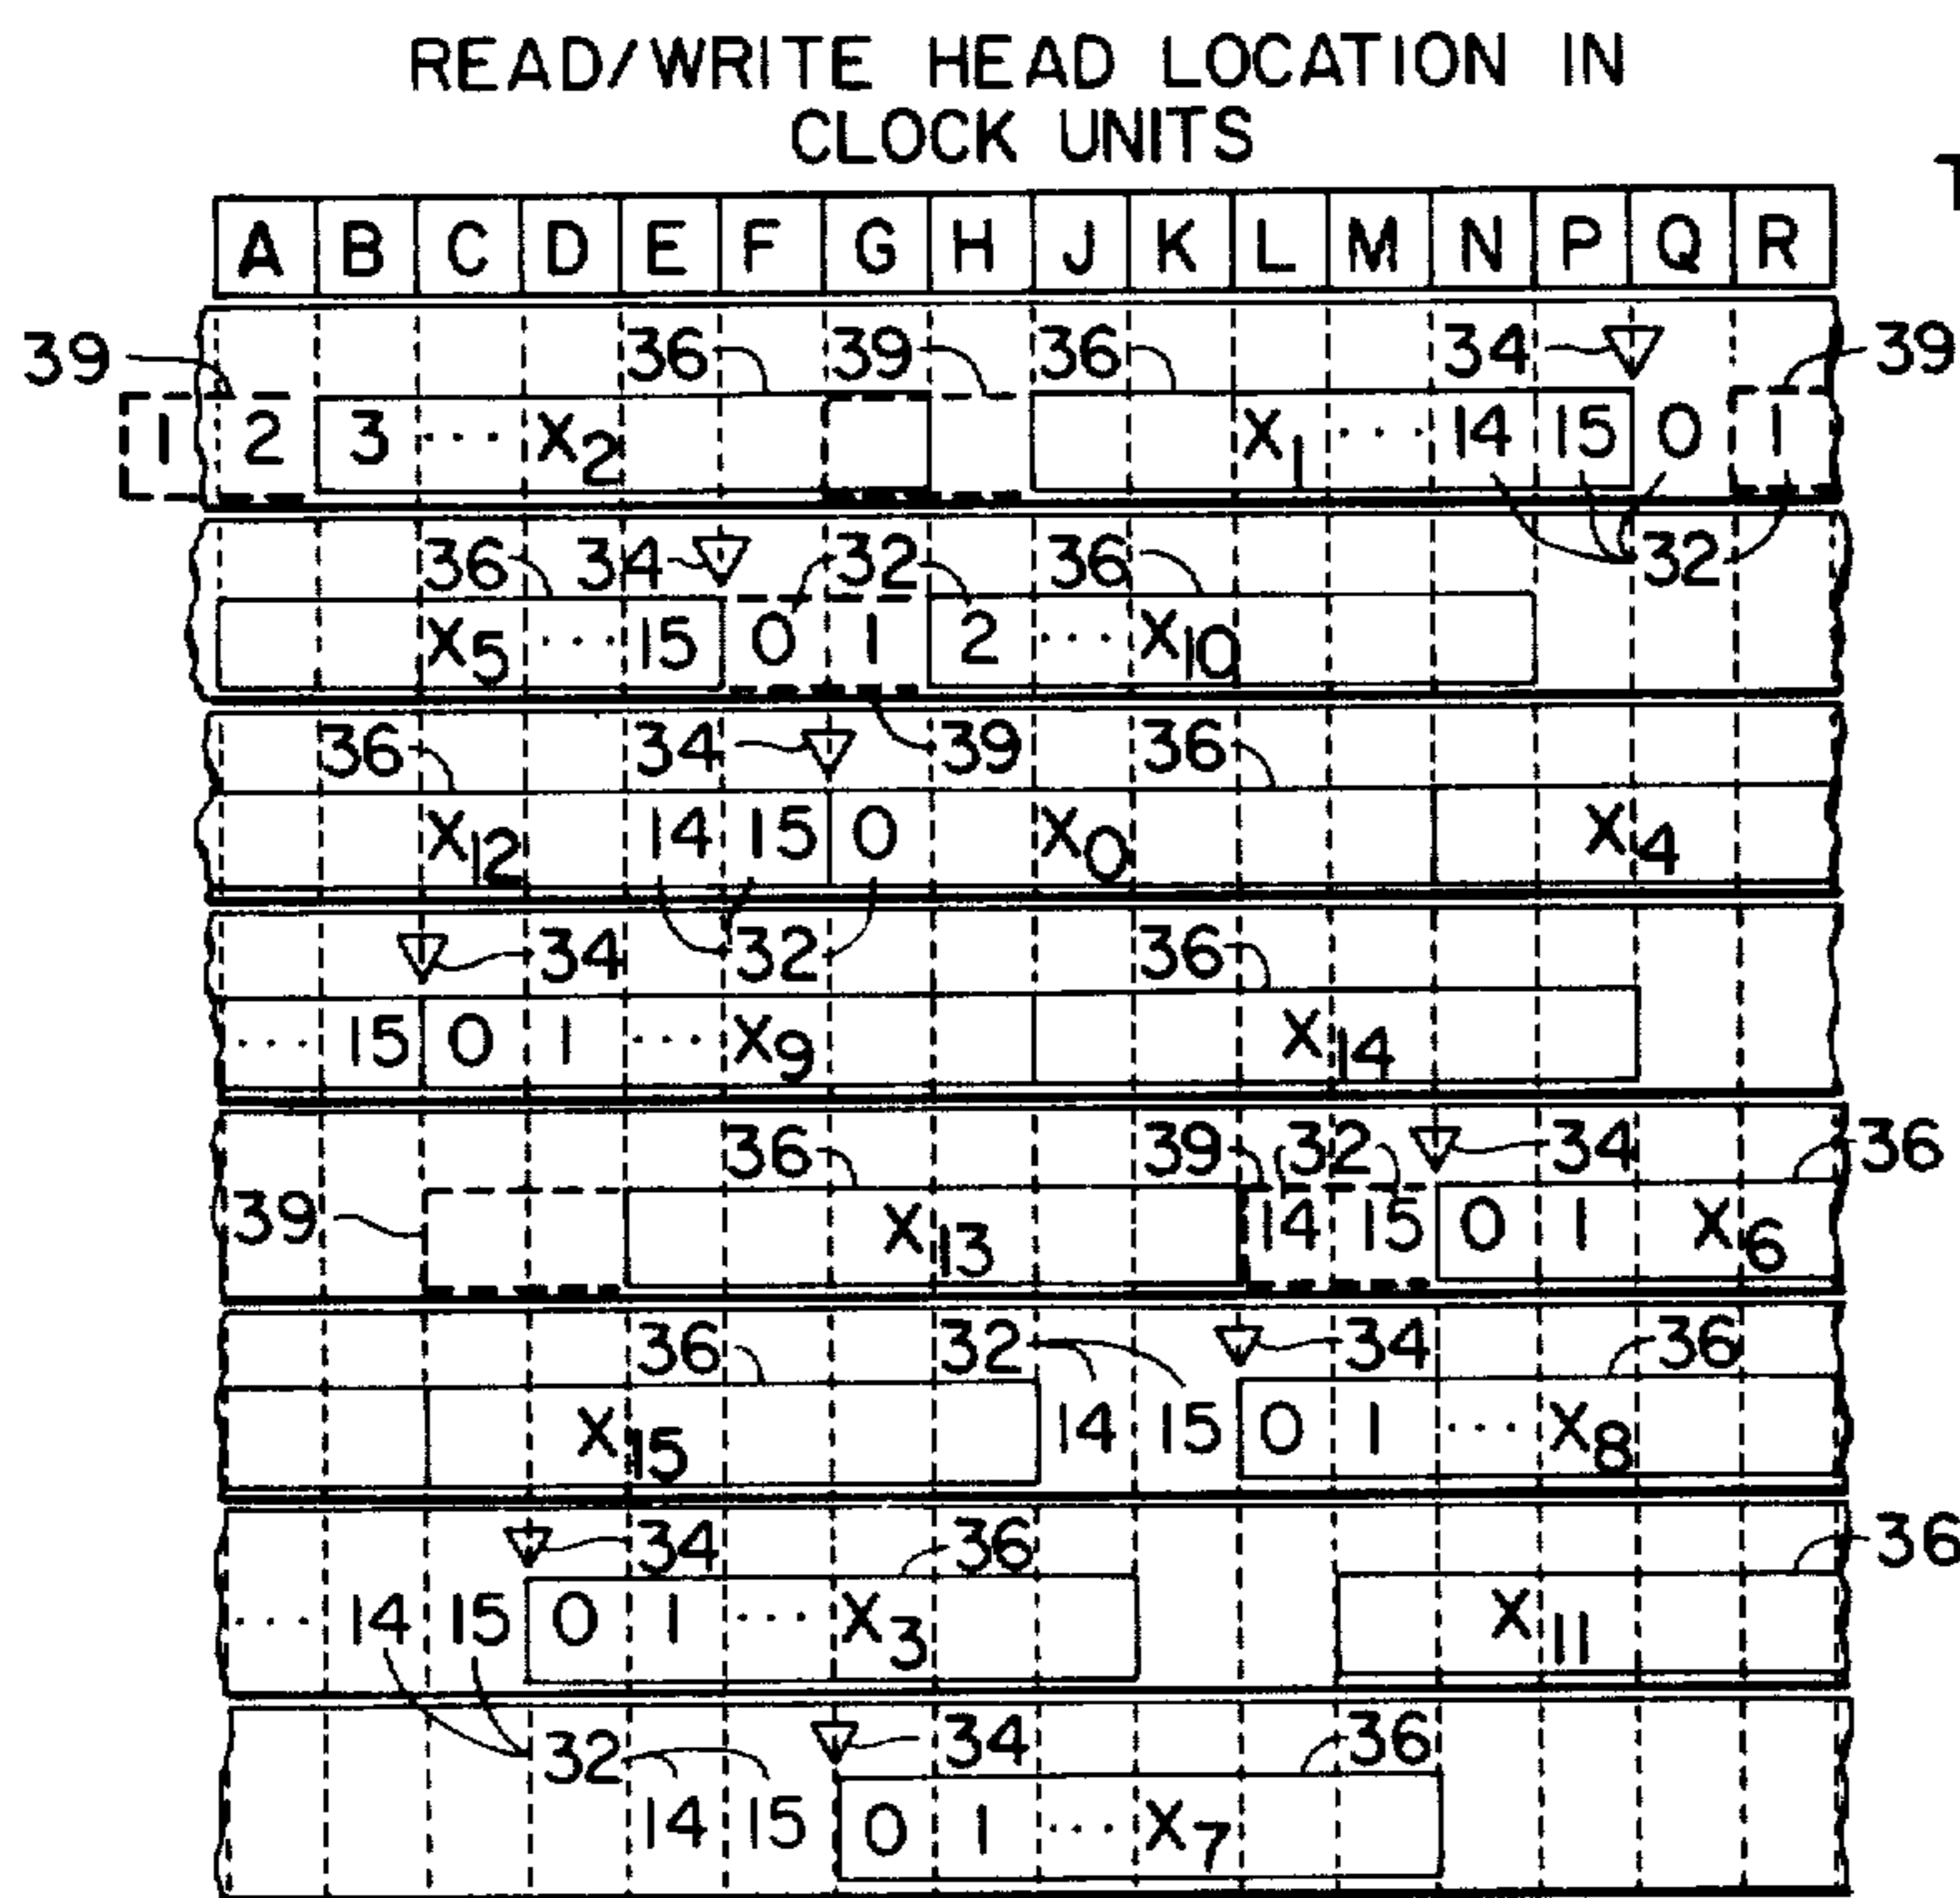 READ/WRITE HEAD LOCATION IN
CLOCK UNITS
T
A B C D E F G H J K L M N P Q R
39 36 39 36 34 39
1 2 3 ... X2 X1 ... 14 15 0 1
36 34 32 36 32
X5 ... 15 0 1 2 ... X10
36 34 39 36
X12 14 15 0 X0 X4
34 32 36
... 15 0 1 ... X9 X14
36 39 32 34 36
39 X13 14 15 0 1 X6
36 32 34 36
X15 14 15 0 1 ... X8
34 36 36
... 14 15 0 1 ... X3 X11
32 34 36
14 15 0 1 ... X7